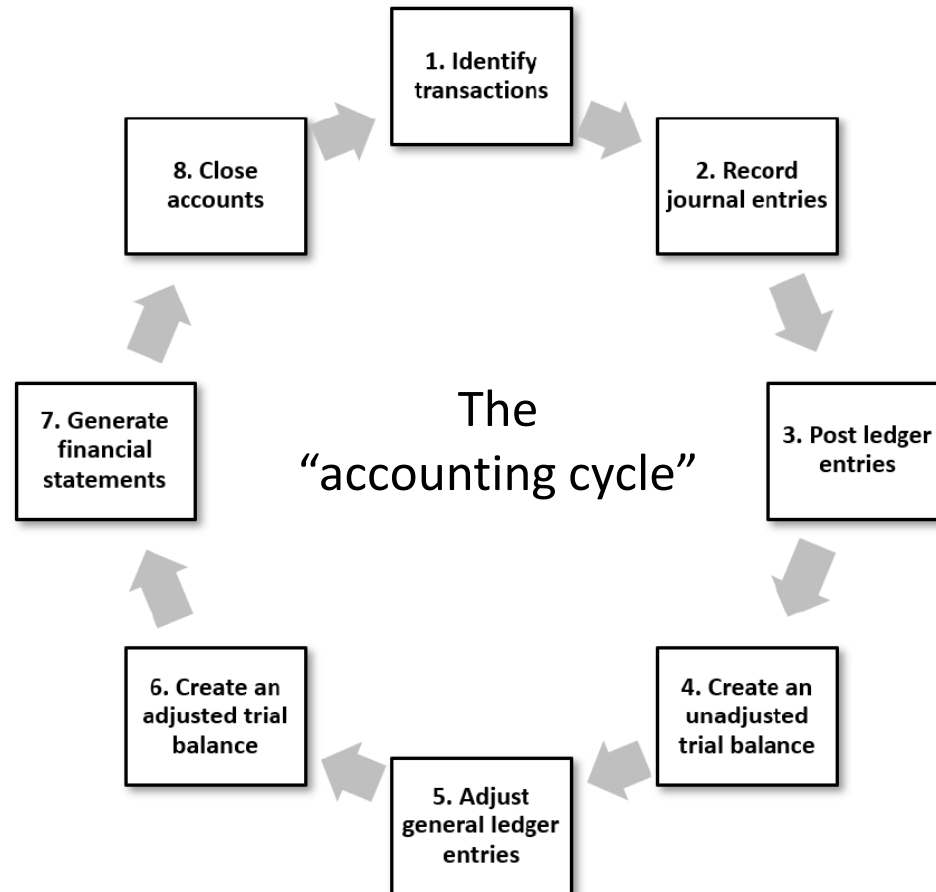 1. Identify
transactions
2. Record
journal entries
3. Post ledger
entries
4. Create an
unadjusted
trial balance
5. Adjust
general ledger
entries
6. Create an
adjusted trial
balance
7. Generate
financial
statements
8. Close
accounts
The
“accounting cycle”